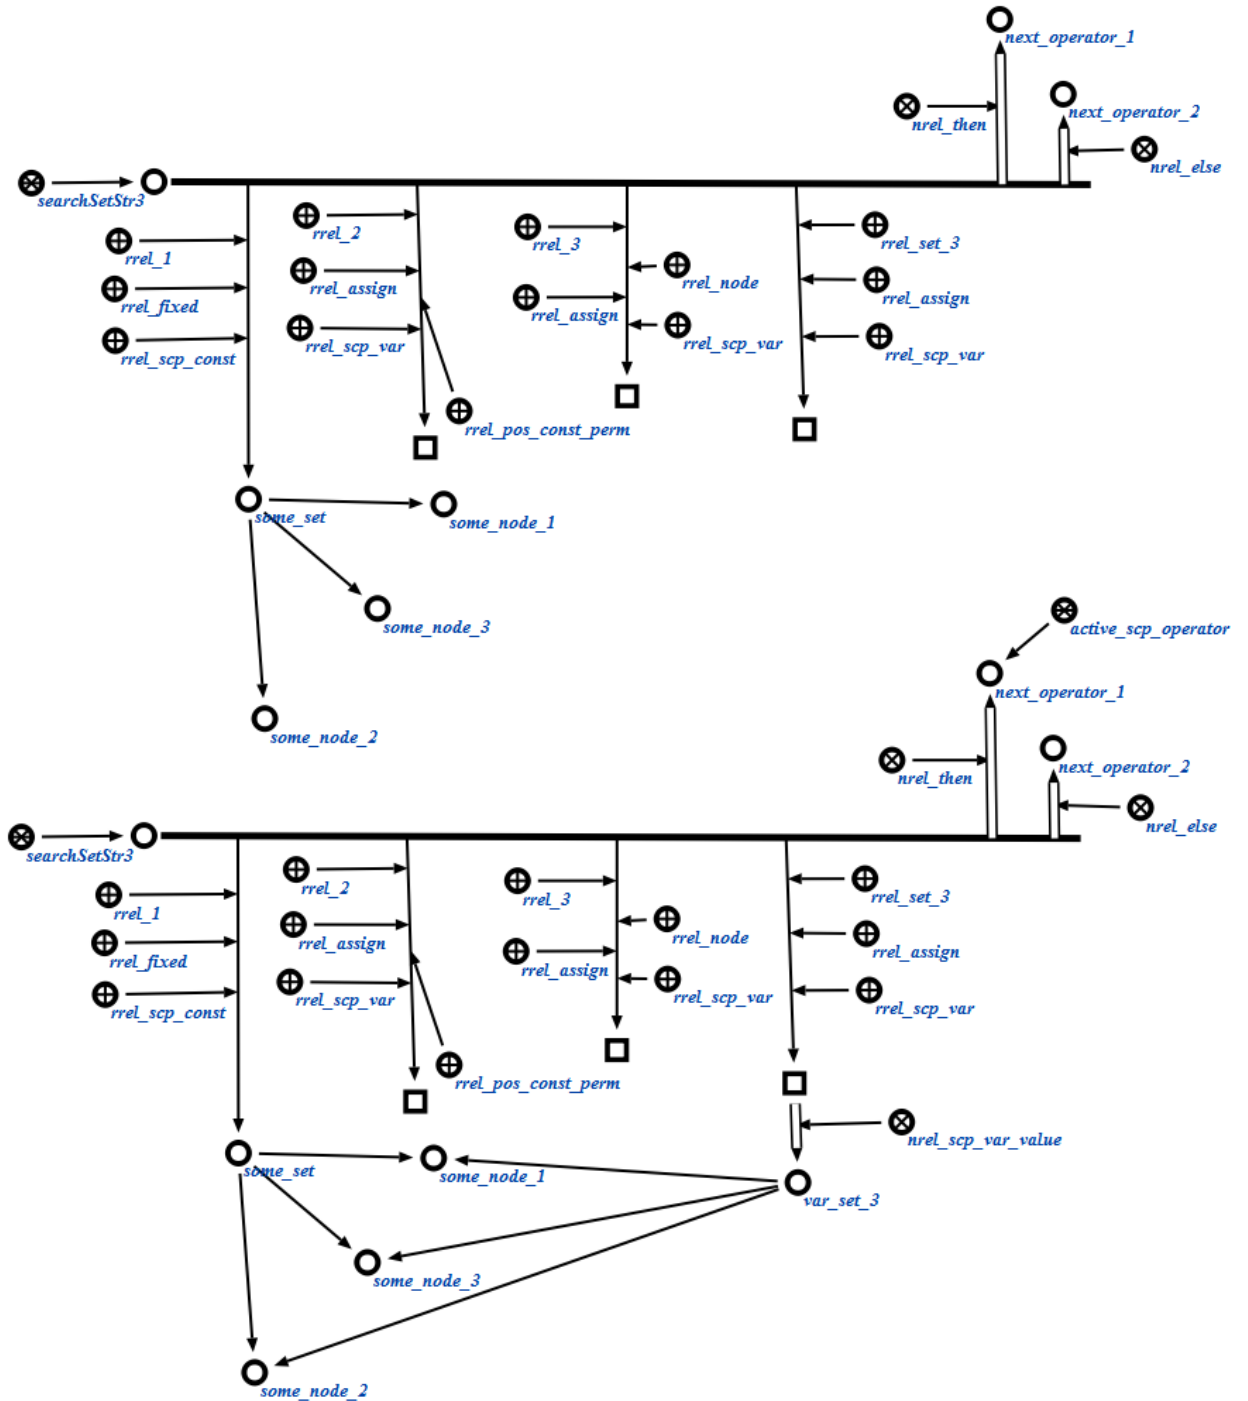 next_operator_1
next_operator_2
nrel_then
nrel_else
searchSetStr3
rrel_1
rrel_fixed
rrel_scp_const
rrel_2
rrel_assign
rrel_scp_var
rrel_pos_const_perm
rrel_3
rrel_node
rrel_assign
rrel_scp_var
rrel_set_3
rrel_assign
rrel_scp_var
some_set
some_node_1
some_node_3
some_node_2
active_scp_operator
next_operator_1
next_operator_2
nrel_then
nrel_else
searchSetStr3
rrel_1
rrel_fixed
rrel_scp_const
rrel_2
rrel_assign
rrel_scp_var
rrel_pos_const_perm
rrel_3
rrel_node
rrel_assign
rrel_scp_var
rrel_set_3
rrel_assign
rrel_scp_var
nrel_scp_var_value
some_set
some_node_1
var_set_3
some_node_3
some_node_2